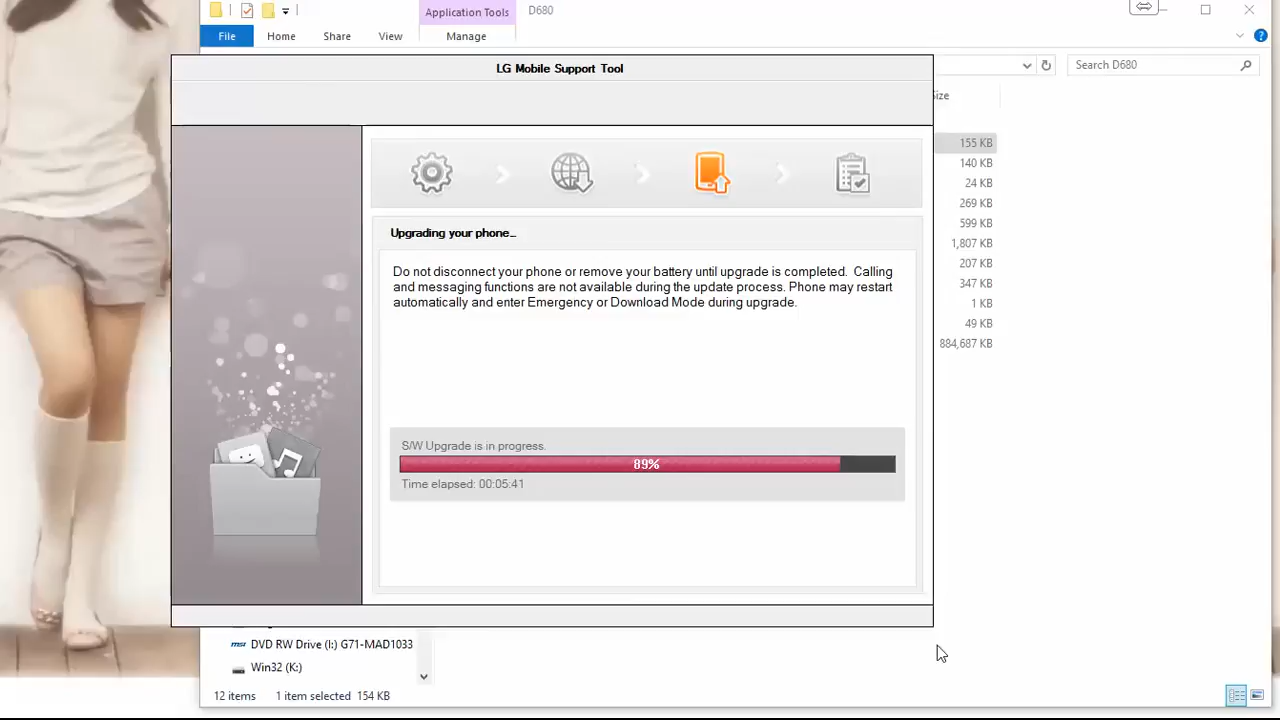 Application Tools
D680
File
Home
Share
View
Manage
LG Mobile Support Tool
Search D680
ize
155 KB
140 KB
24 KB
269 KB
599 KB
1,807 KB
207 KB
347 KB
1 KB
49 KB
884,687 KB
Upgrading your phone...
Do not disconnect your phone or remove your battery until upgrade is completed. Calling
and messaging functions are not available during the update process. Phone may restart
automatically and enter Emergency or Download Mode during upgrade.
S/W Upgrade is in progress.
89%
Time elapsed: 00:05:41
DVD RW Drive (I:) G71-MAD1033
Win32 (K:)
12 items
1 item selected 154 KB